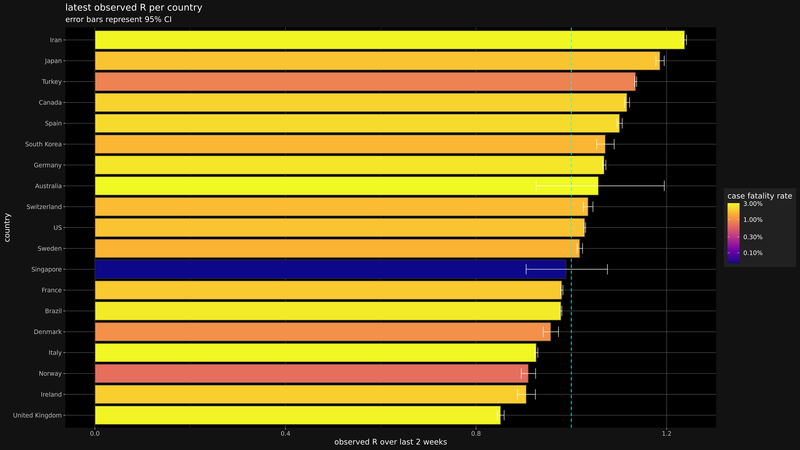 latest observed R per country
error bars represent 95% CI
Iran
Japan
Turkey
Canada
Spain
South Korea
Germany
Australia
Switzerland
US
Sweden
Singapore
France
Brazil
Denmark
Italy
Norway
Ireland
United Kingdom
country
0.0
0.4
0.8
1.2
observed R over last 2 weeks
case fatality rate
3.00%
1.00%
0.30%
0.10%